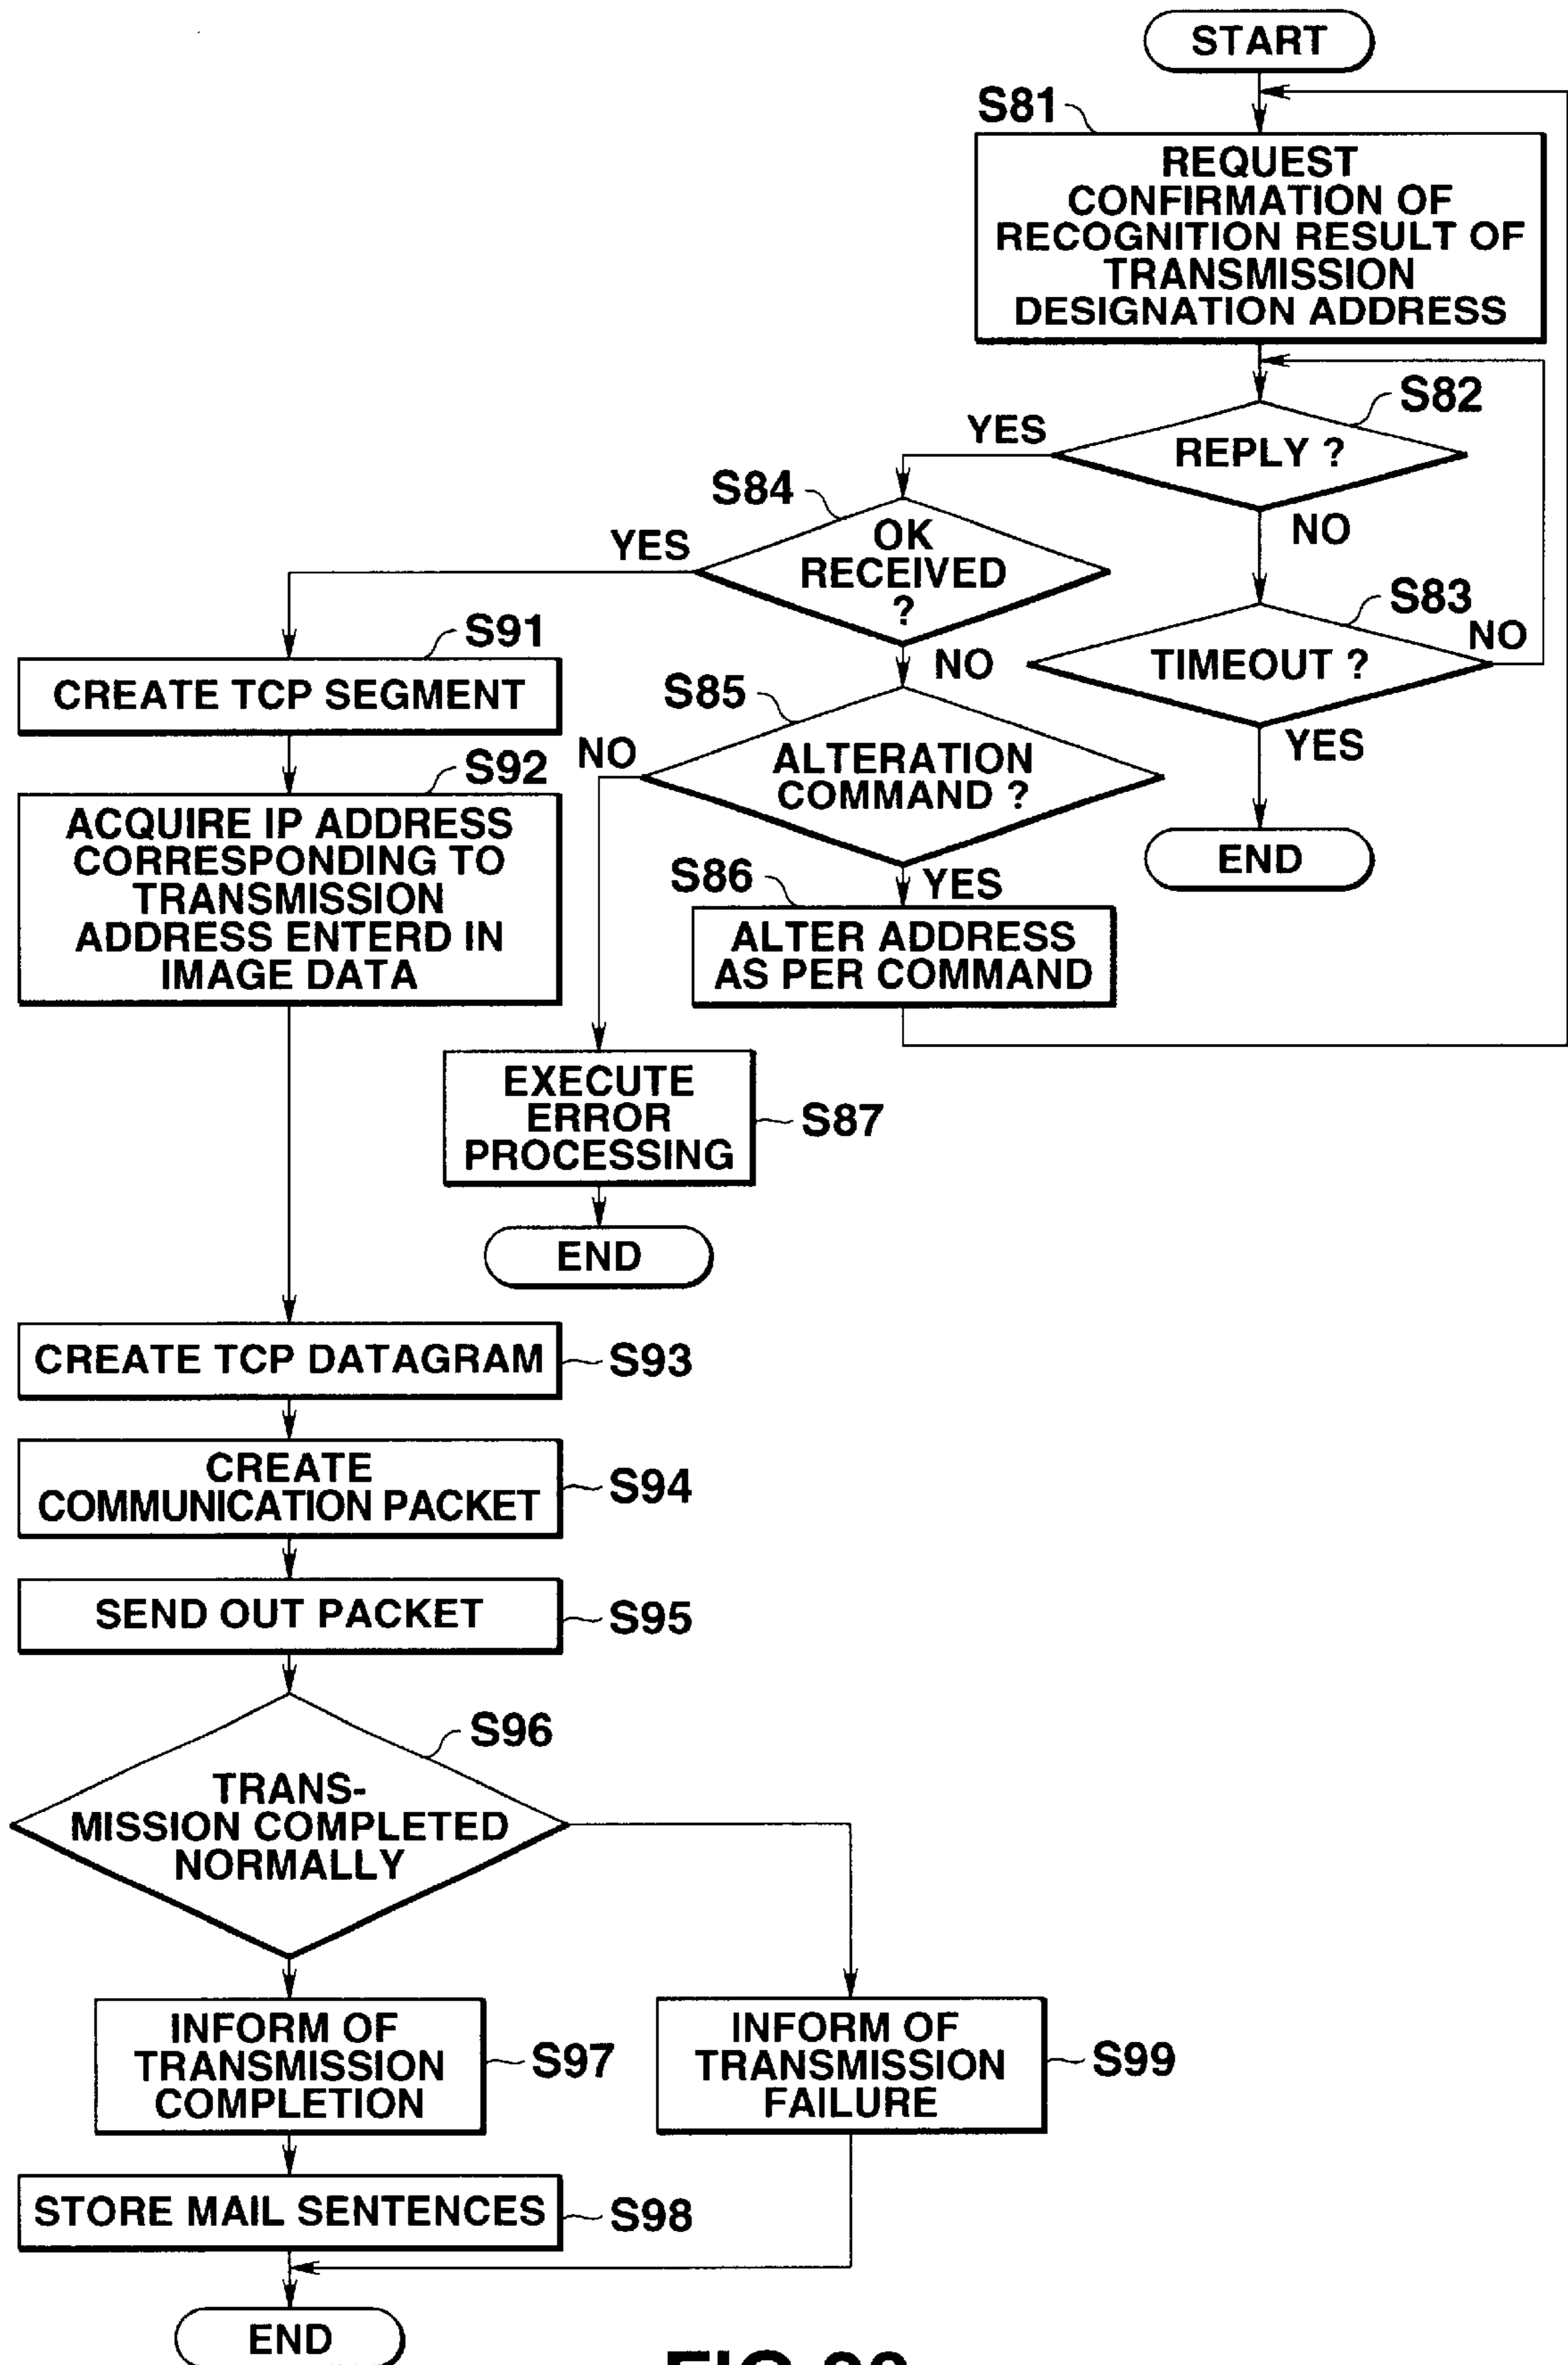 START
S81
REQUEST
CONFIRMATION OF
RECOGNITION RESULT OF
TRANSMISSION
DESIGNATION ADDRESS
S82
YES
REPLY ?
NO
S83
TIMEOUT ?
NO
YES
END
S84
OK
RECEIVED
?
YES
NO
S85
ALTERATION
COMMAND ?
NO
YES
S86
ALTER ADDRESS
AS PER COMMAND
EXECUTE
ERROR
PROCESSING
S87
END
S91
CREATE TCP SEGMENT
S92
ACQUIRE IP ADDRESS
CORRESPONDING TO
TRANSMISSION
ADDRESS ENTERD IN
IMAGE DATA
CREATE TCP DATAGRAM
S93
CREATE
COMMUNICATION PACKET
S94
SEND OUT PACKET
S95
S96
TRANS-
MISSION COMPLETED
NORMALLY
INFORM OF
TRANSMISSION
COMPLETION
S97
INFORM OF
TRANSMISSION
FAILURE
S99
STORE MAIL SENTENCES
S98
END